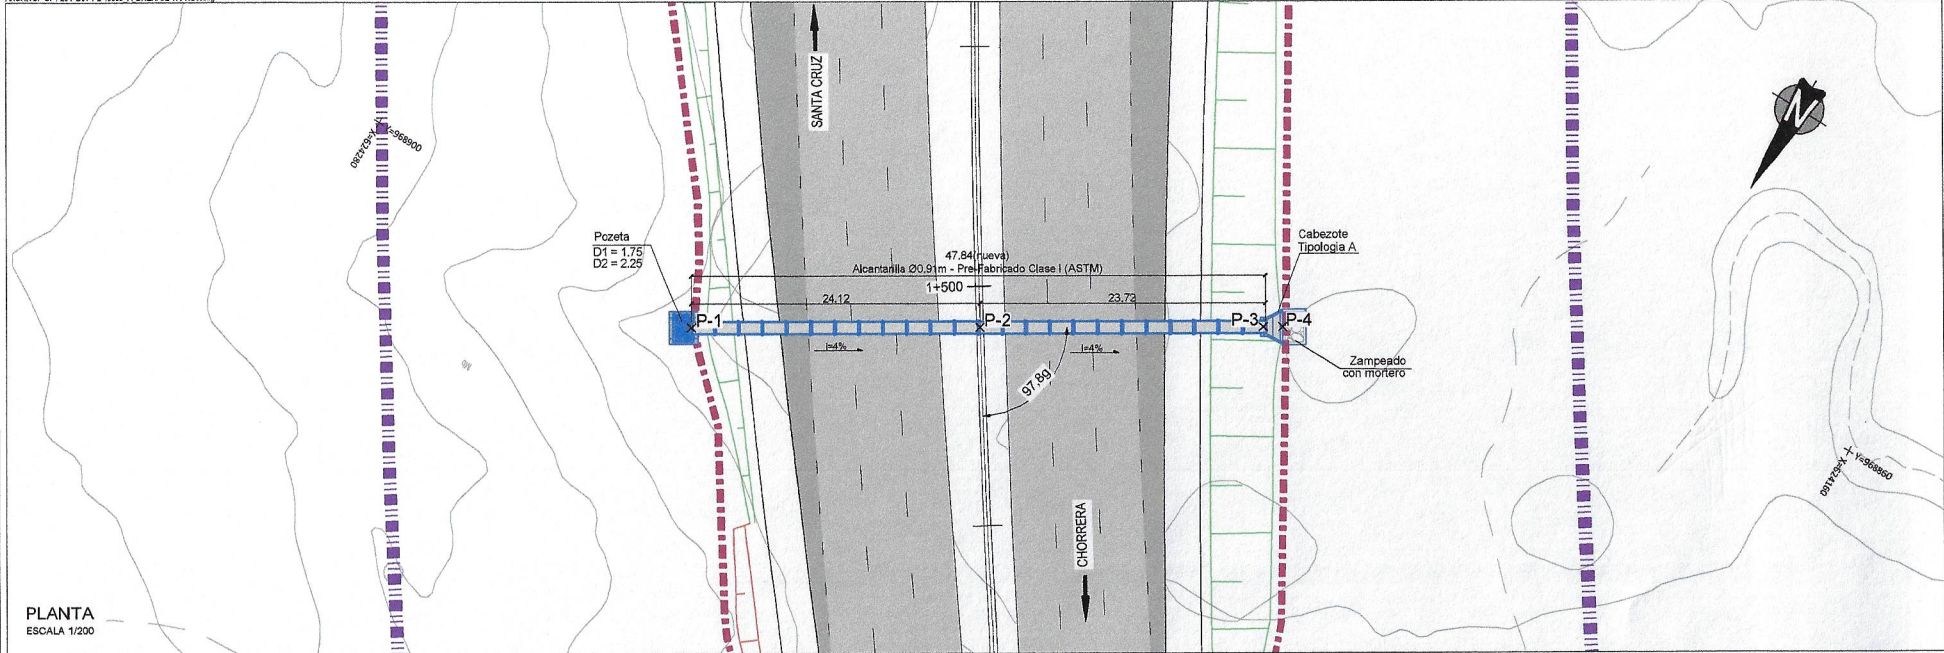 SANTA CRUZ
Y=968900
X=624280
Pozeta
D1 = 1.75
D2 = 2.25
47,84(nueva)
Alcantarilla Ø0.91m - Pre-Fabricado Clase I (ASTM)
1+500
24.12
23.72
Cabezote
Tipologia A
P-1
P-2
P-3
P-4
I=4%
I=4%
97,8g
Zampeado
con mortero
N
CHORRERA
Y=968860
X=624160
PLANTA
ESCALA 1/200